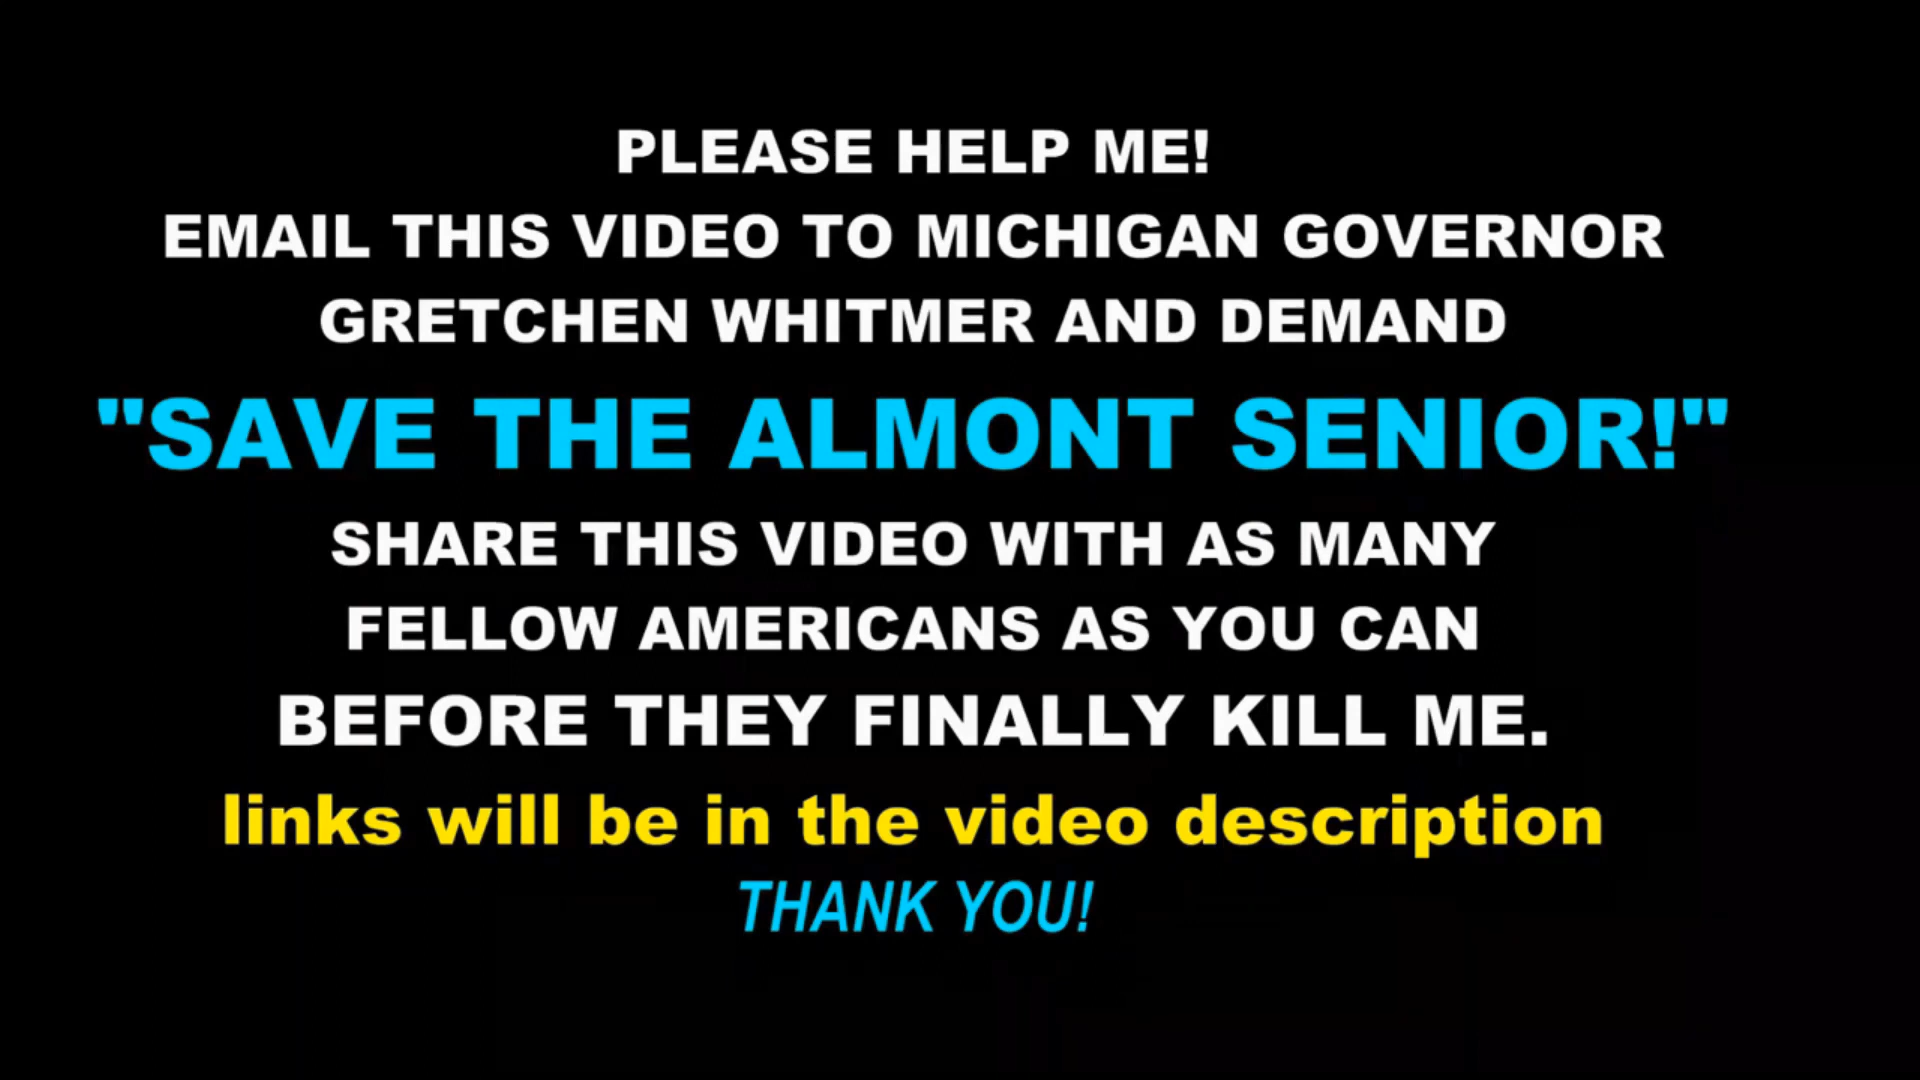 PLEASE HELP ME!
EMAIL THIS VIDEO TO MICHIGAN GOVERNOR
GRETCHEN WHITMER AND DEMAND
"SAVE THE ALMONT SENIOR!"
SHARE THIS VIDEO WITH AS MANY
FELLOW AMERICANS AS YOU CAN
BEFORE THEY FINALLY KILL ME.
links will be in the video description
THANK YOU!